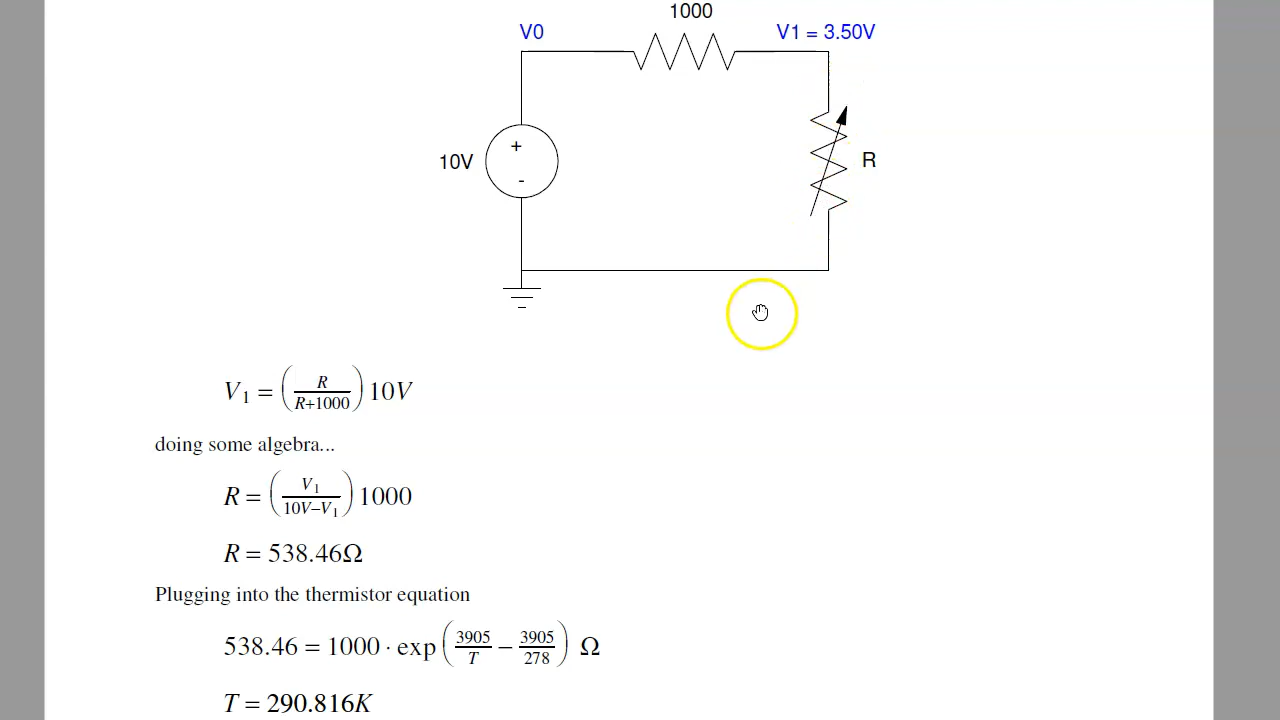 1000
V0
V1 = 3.50V
+
10V
-
R
V₁ = (R/(R+1000)) 10V
doing some algebra...
R = (V₁/(10V–V₁)) 1000
R = 538.46Ω
Plugging into the thermistor equation
538.46 = 1000 · exp (3905/T − 3905/278) Ω
T = 290.816K